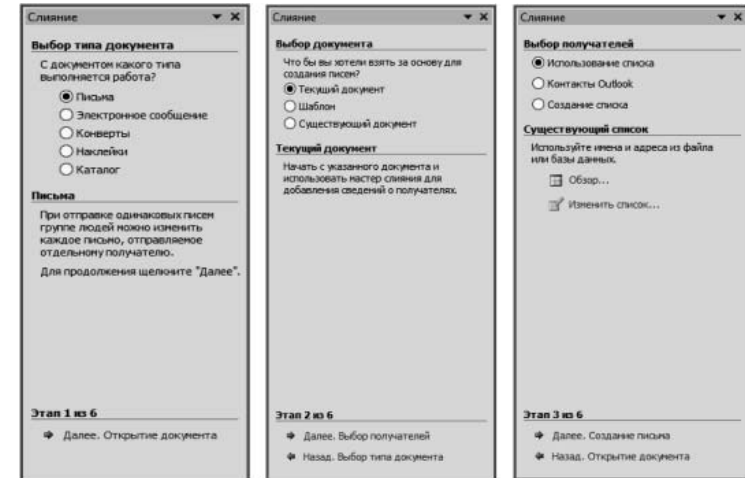 Слияние
Выбор типа документа
С документом какого типа
выполняется работа?
Письма
Электронное сообщение
Конверты
Наклейки
Каталог
Письма
При отправке одинаковых писем
группе людей можно изменить
каждое письмо, отправляемое
отдельному получателю.
Для продолжения щелкните "Далее".
Этап 1 из 6
Далее. Открытие документа
Слияние
Выбор документа
Что бы вы хотели взять за основу для
создания писем?
Текущий документ
Шаблон
Существующий документ
Текущий документ
Начать с указанного документа и
использовать мастер слияния для
добавления сведений о получателях.
Этап 2 из 6
Далее. Выбор получателей
Назад. Выбор типа документа
Слияние
Выбор получателей
Использование списка
Контакты Outlook
Создание списка
Существующий список
Используйте имена и адреса из файла
или базы данных.
Обзор...
Изменить список...
Этап 3 из 6
Далее. Создание письма
Назад. Открытие документа